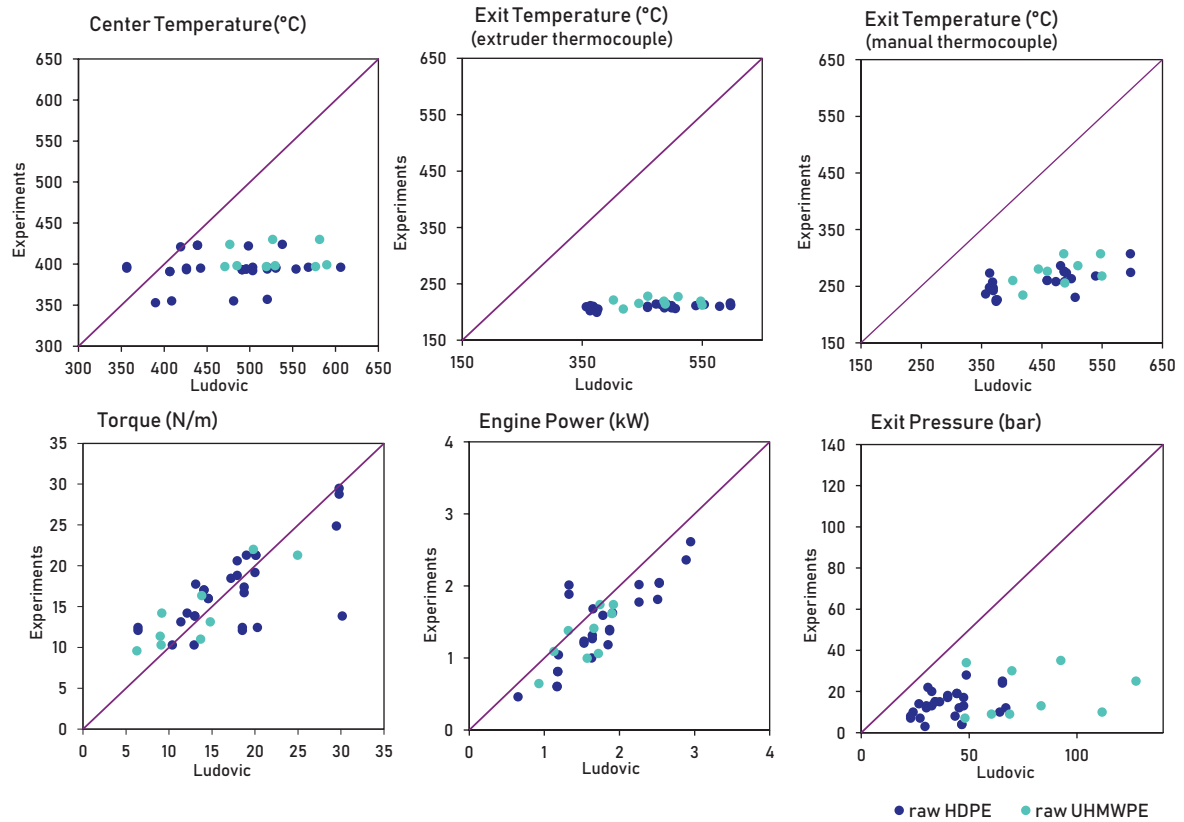 Center Temperature(°C)
650
600
550
500
450
400
350
300
300 350 400 450 500 550 600 650
Experiments
Ludovic
Exit Temperature (°C)
(extruder thermocouple)
650
550
450
350
250
150
150 350 550
Experiments
Ludovic
Exit Temperature (°C)
(manual thermocouple)
650
550
450
350
250
150
150 250 350 450 550 650
Experiments
Ludovic
Torque (N/m)
35
30
25
20
15
10
5
0
0 5 10 15 20 25 30 35
Experiments
Ludovic
Engine Power (kW)
4
3
2
1
0
0 1 2 3 4
Experiments
Ludovic
Exit Pressure (bar)
140
120
100
80
60
40
20
0
0 50 100
Experiments
Ludovic
raw HDPE raw UHMWPE